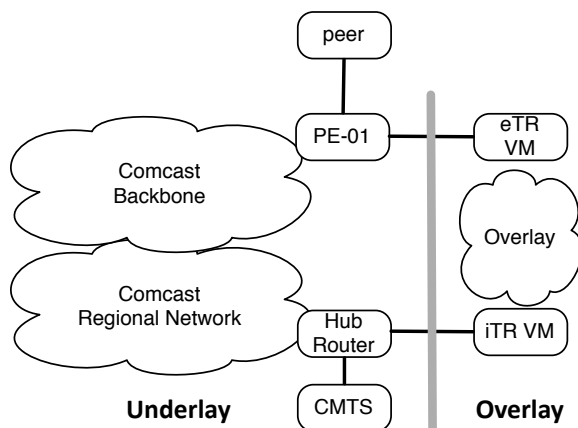 peer
PE-01
eTR
VM
Comcast
Backbone
Overlay
Comcast
Regional Network
Hub
Router
iTR VM
CMTS
Underlay
Overlay